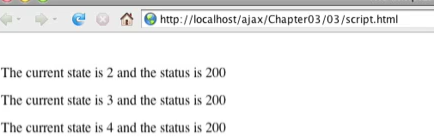 http://localhost/ajax/Chapter03/03/script.html
The current state is 2 and the status is 200
The current state is 3 and the status is 200
The current state is 4 and the status is 200